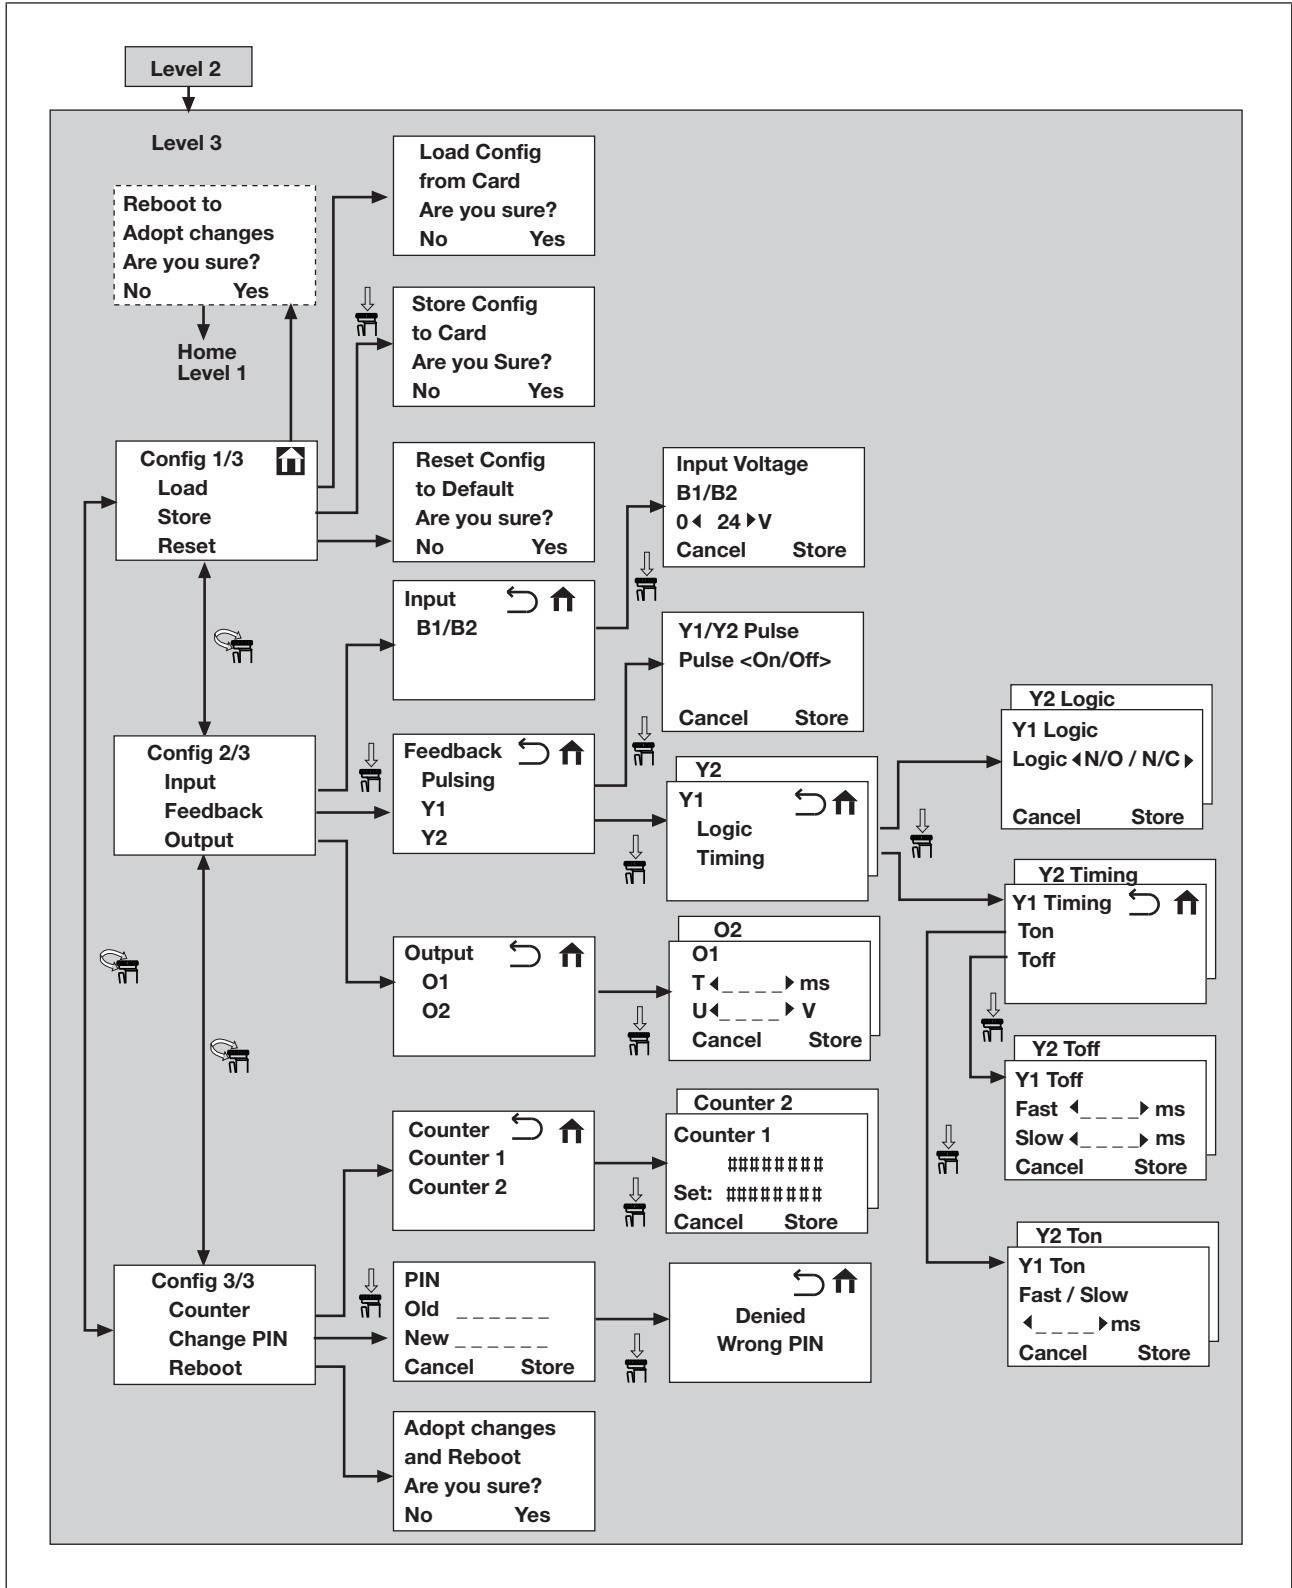 Level 2
Level 3
Reboot to
Adopt changes
Are you sure?
No Yes
Home
Level 1
Load Config
from Card
Are you sure?
No Yes
Store Config
to Card
Are you Sure?
No Yes
Config 1/3
Load
Store
Reset
Reset Config
to Default
Are you sure?
No Yes
Input Voltage
B1/B2
0 24 V
Cancel Store
Input
B1/B2
Y1/Y2 Pulse
Pulse <On/Off>
Cancel Store
Config 2/3
Input
Feedback
Output
Feedback
Pulsing
Y1
Y2
Y2
Y1
Logic
Timing
Y2 Logic
Y1 Logic
Logic N/O / N/C
Cancel Store
Y2 Timing
Y1 Timing
Ton
Toff
Output
O1
O2
O2
O1
T _ _ _ _ ms
U _ _ _ _ V
Cancel Store
Y2 Toff
Y1 Toff
Fast _ _ _ _ ms
Slow _ _ _ _ ms
Cancel Store
Counter
Counter 1
Counter 2
Counter 2
Counter 1
########
Set: ########
Cancel Store
Y2 Ton
Y1 Ton
Fast / Slow
_ _ _ _ ms
Cancel Store
Config 3/3
Counter
Change PIN
Reboot
PIN
Old _ _ _ _ _ _
New _ _ _ _ _ _
Cancel Store
Denied
Wrong PIN
Adopt changes
and Reboot
Are you sure?
No Yes